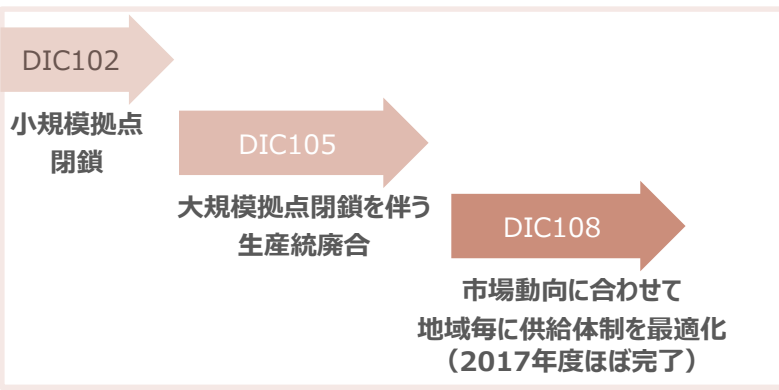 DIC102
小規模拠点
閉鎖
DIC105
大規模拠点閉鎖を伴う
生産統廃合
DIC108
市場動向に合わせて
地域毎に供給体制を最適化
（2017年度ほぼ完了）